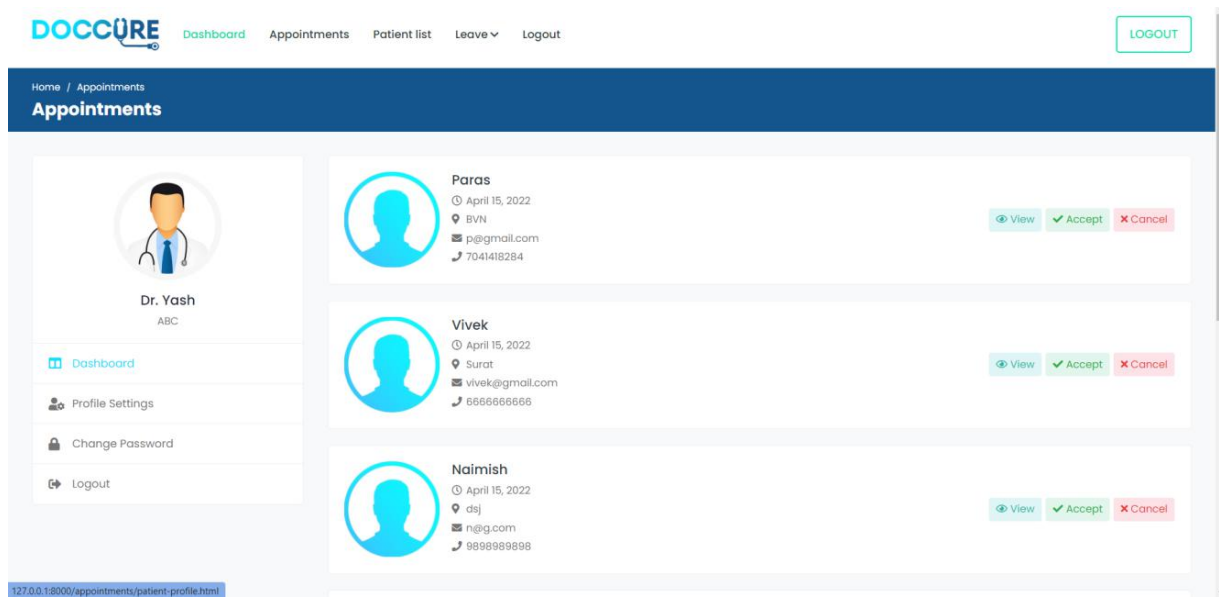 DOCCURE Dashboard Appointments Patient list Leave Logout LOGOUT
Home / Appointments
Appointments
Dr. Yash
ABC
Dashboard
Profile Settings
Change Password
Logout
Paras
April 15, 2022
BVN
p@gmail.com
7041418284
View Accept Cancel
Vivek
April 15, 2022
Surat
vivek@gmail.com
6666666666
View Accept Cancel
Naimish
April 15, 2022
dsj
n@g.com
9898989898
View Accept Cancel
127.0.0.1:8000/appointments/patient-profile.html